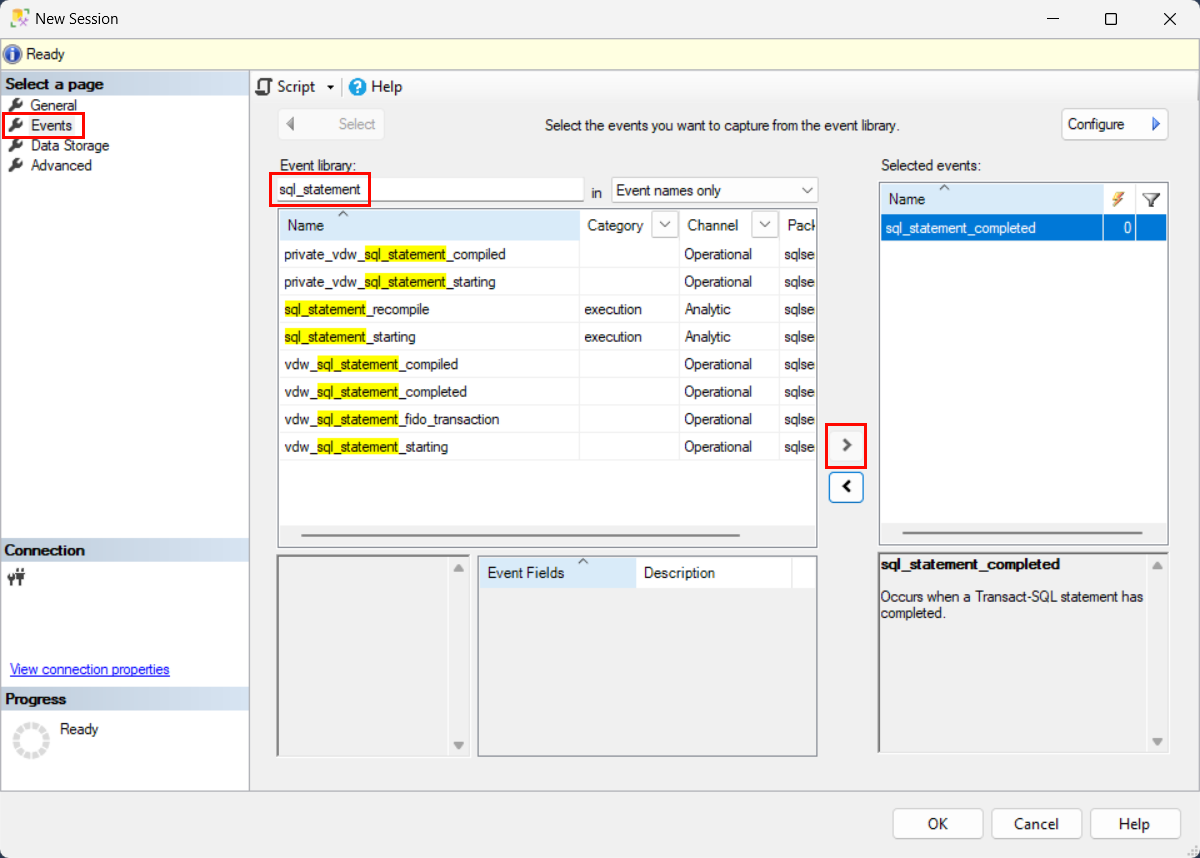 New Session
Ready
Select a page
General
Events
Data Storage
Advanced
Script
Help
Select
Select the events you want to capture from the event library.
Configure
Event library:
sql_statement
in
Event names only
Name
Category
Channel
Pack
private_vdw_sql_statement_compiled
Operational
sqlse
private_vdw_sql_statement_starting
Operational
sqlse
sql_statement_recompile
execution
Analytic
sqlse
sql_statement_starting
execution
Analytic
sqlse
vdw_sql_statement_compiled
Operational
sqlse
vdw_sql_statement_completed
Operational
sqlse
vdw_sql_statement_fido_transaction
Operational
sqlse
vdw_sql_statement_starting
Operational
sqlse
Selected events:
Name
sql_statement_completed
0
Event Fields
Description
sql_statement_completed
Occurs when a Transact-SQL statement has
completed.
Connection
View connection properties
Progress
Ready
OK
Cancel
Help